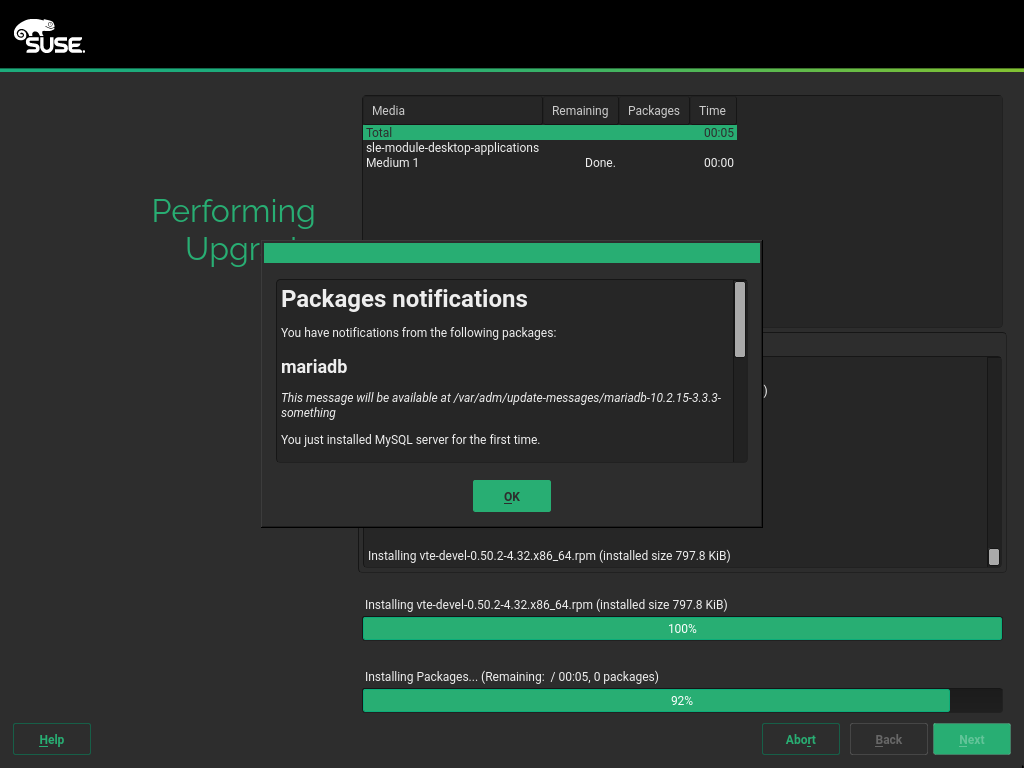 SUSE.
Media Remaining Packages Time
Total 00:05
sle-module-desktop-applications
Medium 1 Done. 00:00
Performing
Packages notifications
You have notifications from the following packages:
mariadb
)
This message will be available at /var/adm/update-messages/mariadb-10.2.15-3.3.3-
something
You just installed MySQL server for the first time.
OK
Installing vte-devel-0.50.2-4.32.x86_64.rpm (installed size 797.8 KiB)
Installing vte-devel-0.50.2-4.32.x86_64.rpm (installed size 797.8 KiB)
100%
Installing Packages... (Remaining:  / 00:05, 0 packages)
92%
Help Abort Back Next